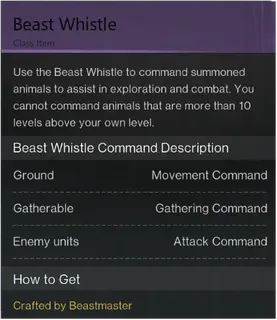 Beast Whistle
Class Item
Use the Beast Whistle to command summoned
animals to assist in exploration and combat. You
cannot command animals that are more than 10
levels above your own level.
Beast Whistle Command Description
Ground Movement Command
Gatherable Gathering Command
Enemy units Attack Command
How to Get
Crafted by Beastmaster